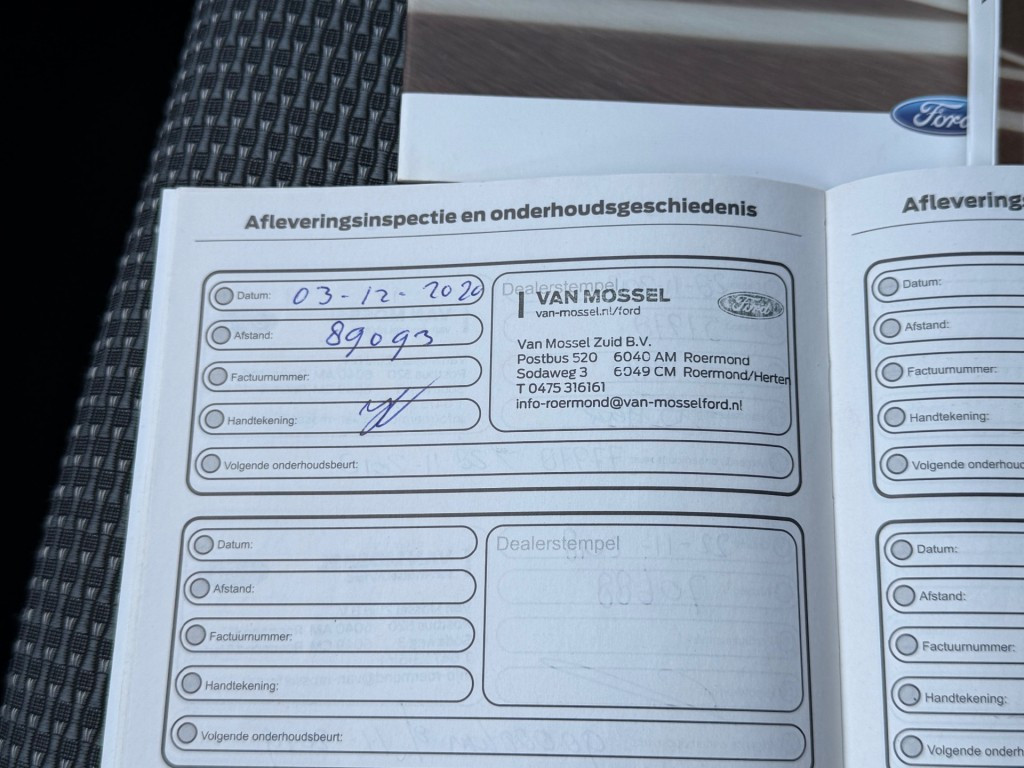 Ford
Afleveringsinspectie en onderhoudsgeschiedenis
Datum: 03-12-2020
Afstand: 89093
Factuurnummer:
Handtekening:
Volgende onderhoudsbeurt:
Dealerstempel
VAN MOSSEL
van-mossel.nl/ford
Ford
Van Mossel Zuid B.V.
Postbus 520 6040 AM Roermond
Sodaweg 3 6049 CM Roermond/Herten
T 0475 316161
info-roermond@van-mosselford.nl
Datum:
Afstand:
Factuurnummer:
Handtekening:
Volgende onderhoudsbeurt:
Dealerstempel
Aflevering
Datum:
Afstand:
Factuurnummer:
Handtekening:
Volgende onderhoud
Datum:
Afstand:
Factuurnummer:
Handtekening:
Volgende onderh